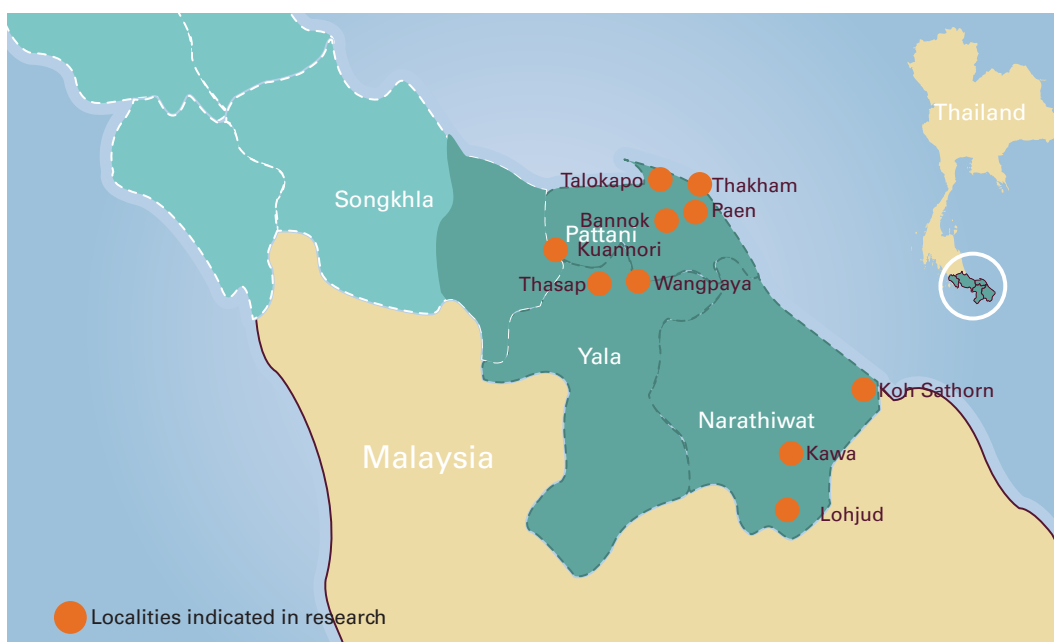 Thailand
Talokapo
Thakham
Songkhla
Paen
Bannok
Pattani
Kuannori
Thasap
Wangpaya
Yala
Koh Sathorn
Narathiwat
Malaysia
Kawa
Lohjud
Localities indicated in research